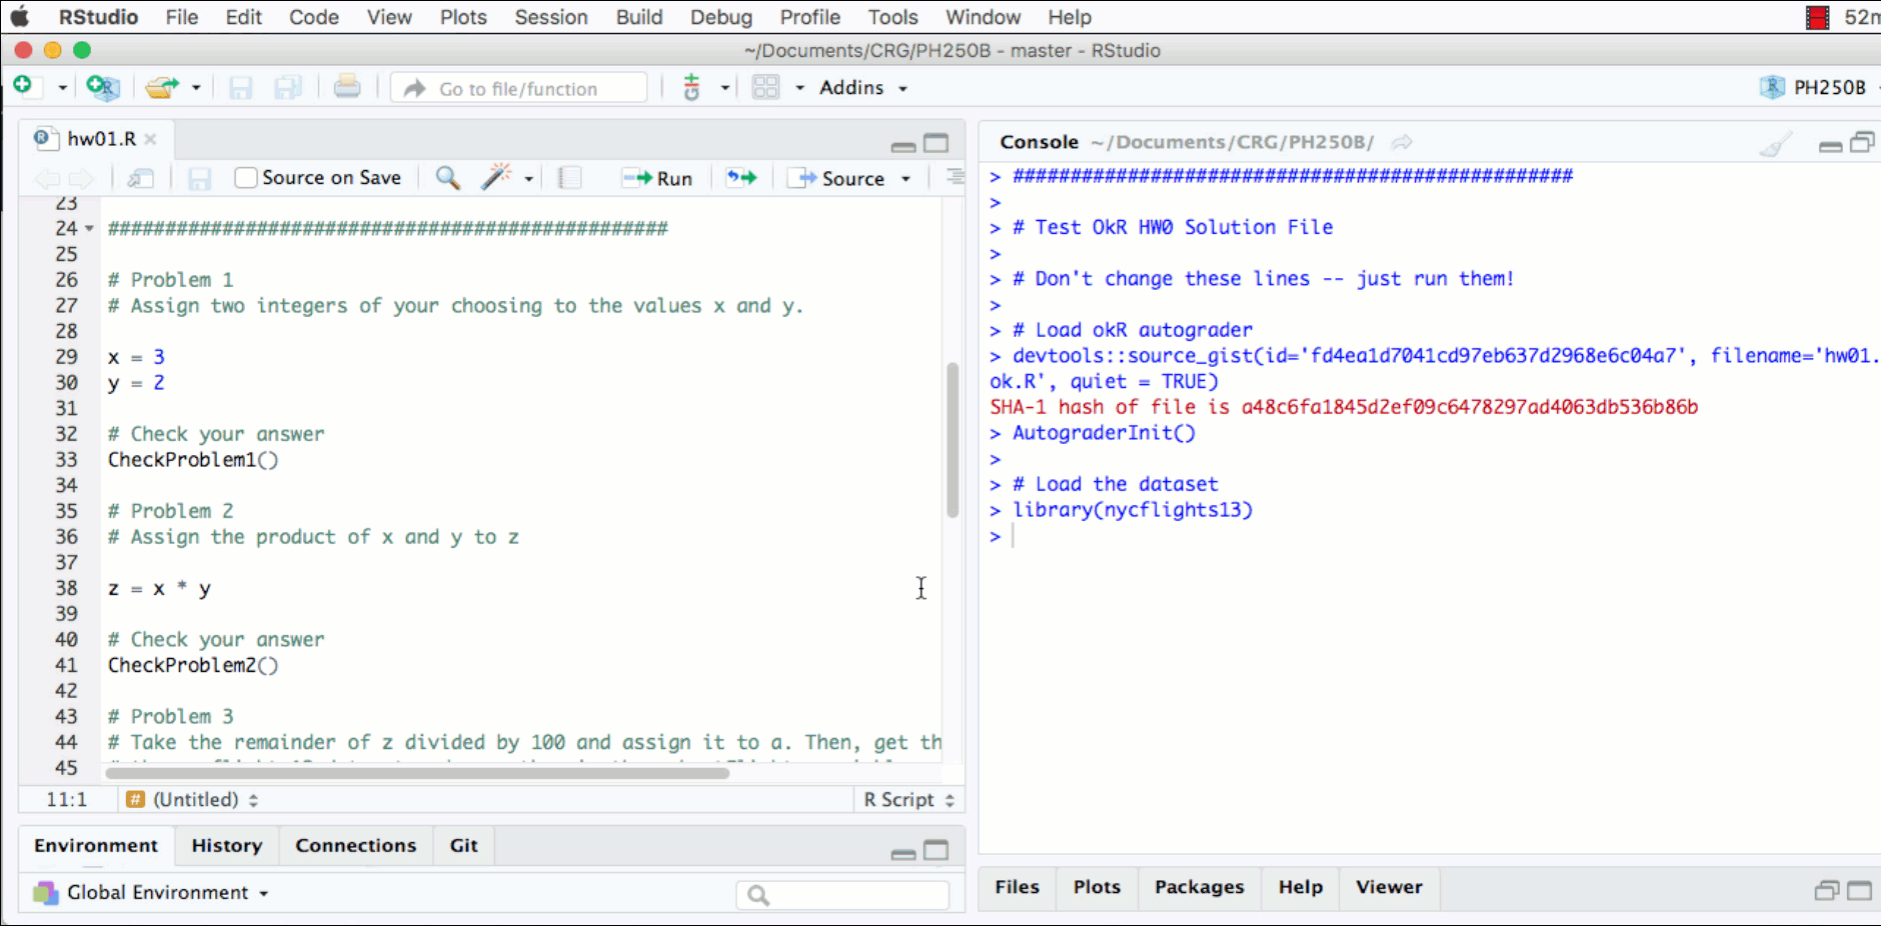 RStudio File Edit Code View Plots Session Build Debug Profile Tools Window Help
~/Documents/CRG/PH250B - master - RStudio
Go to file/function
Addins
PH250B
hw01.R
Source on Save
Run
Source
23
24 #################################################
25
26 # Problem 1
27 # Assign two integers of your choosing to the values x and y.
28
29 x = 3
30 y = 2
31
32 # Check your answer
33 CheckProblem1()
34
35 # Problem 2
36 # Assign the product of x and y to z
37
38 z = x * y
39
40 # Check your answer
41 CheckProblem2()
42
43 # Problem 3
44 # Take the remainder of z divided by 100 and assign it to a. Then, get th
45
11:1 # (Untitled) R Script
Environment History Connections Git
Global Environment
Console ~/Documents/CRG/PH250B/
> #################################################
>
> # Test OkR HW0 Solution File
>
> # Don't change these lines -- just run them!
>
> # Load okR autograder
> devtools::source_gist(id='fd4ea1d7041cd97eb637d2968e6c04a7', filename='hw01.
ok.R', quiet = TRUE)
SHA-1 hash of file is a48c6fa1845d2ef09c6478297ad4063db536b86b
> AutograderInit()
>
> # Load the dataset
> library(nycflights13)
>
Files Plots Packages Help Viewer